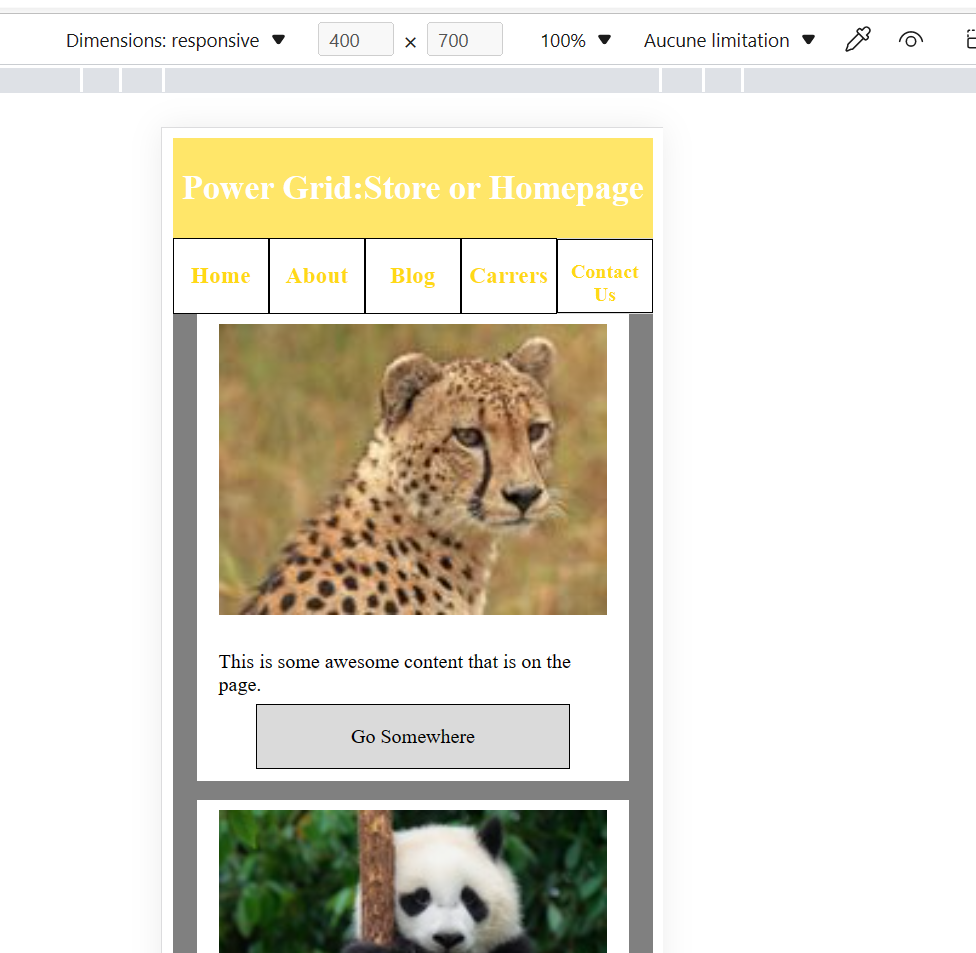 Dimensions: responsive 400 × 700 100% Aucune limitation
Power Grid:Store or Homepage
Home About Blog Carrers Contact
Us
This is some awesome content that is on the
page.
Go Somewhere